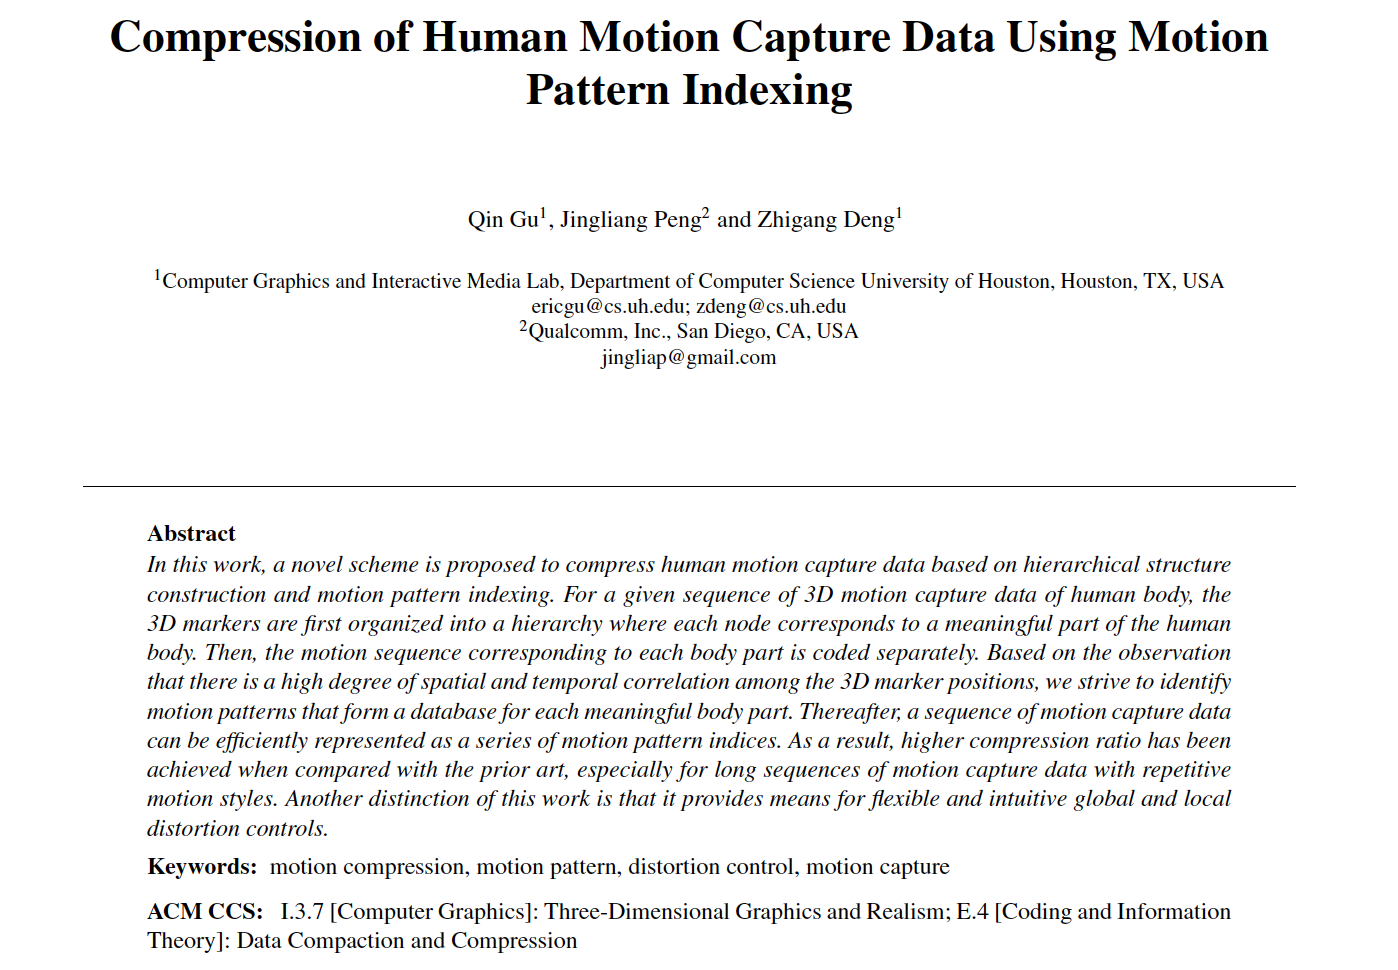 Compression of Human Motion Capture Data Using Motion
Pattern Indexing
Qin Gu¹, Jingliang Peng² and Zhigang Deng¹
¹Computer Graphics and Interactive Media Lab, Department of Computer Science University of Houston, Houston, TX, USA
ericgu@cs.uh.edu; zdeng@cs.uh.edu
²Qualcomm, Inc., San Diego, CA, USA
jingliap@gmail.com
Abstract
In this work, a novel scheme is proposed to compress human motion capture data based on hierarchical structure
construction and motion pattern indexing. For a given sequence of 3D motion capture data of human body, the
3D markers are first organized into a hierarchy where each node corresponds to a meaningful part of the human
body. Then, the motion sequence corresponding to each body part is coded separately. Based on the observation
that there is a high degree of spatial and temporal correlation among the 3D marker positions, we strive to identify
motion patterns that form a database for each meaningful body part. Thereafter, a sequence of motion capture data
can be efficiently represented as a series of motion pattern indices. As a result, higher compression ratio has been
achieved when compared with the prior art, especially for long sequences of motion capture data with repetitive
motion styles. Another distinction of this work is that it provides means for flexible and intuitive global and local
distortion controls.
Keywords: motion compression, motion pattern, distortion control, motion capture
ACM CCS: I.3.7 [Computer Graphics]: Three-Dimensional Graphics and Realism; E.4 [Coding and Information
Theory]: Data Compaction and Compression